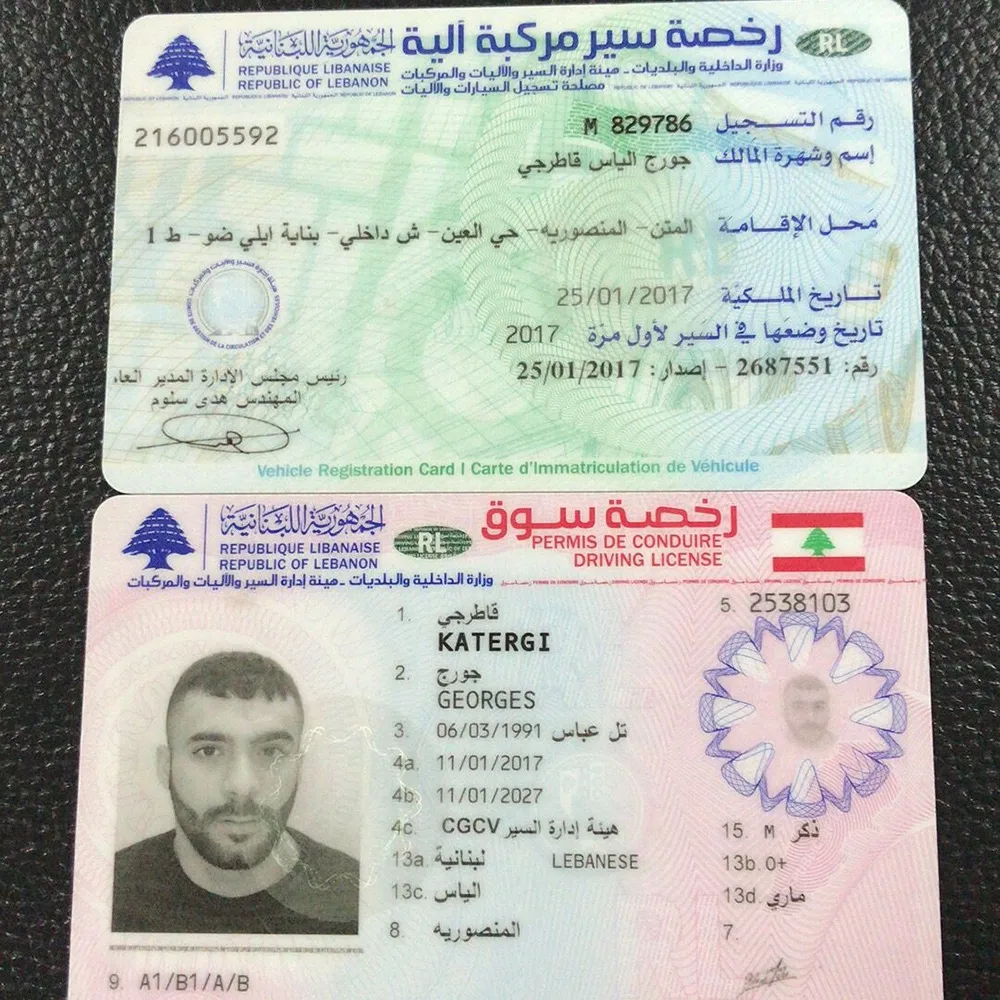 الجمهورية اللبنانية
REPUBLIQUE LIBANAISE
REPUBLIC OF LEBANON
رخصة سير مركبة آلية
RL
وزارة الداخلية والبلديات - هيئة إدارة السير والآليات والمركبات
مصلحة تسجيل السيارات والآليات
216005592
رقم التسجيل M 829786
إسم وشهرة المالك جورج الياس قاطرجي
محل الإقامة المتن- المنصوريه- حي العين- ش داخلي- بناية ايلي ضو- ط 1
تاريخ الملكية 25/01/2017
تاريخ وضعها في السير لأول مرة 2017
رقم: 2687551 - إصدار: 25/01/2017
رئيس مجلس الادارة المدير العا
المهندس هدى سلوم
Vehicle Registration Card I Carte d'Immatriculation de Véhicule
الجمهورية اللبنانية
REPUBLIQUE LIBANAISE
REPUBLIC OF LEBANON
RL
رخصة سوق
PERMIS DE CONDUIRE
DRIVING LICENSE
وزارة الداخلية والبلديات - هيئة إدارة السير والآليات والمركبات
5. 2538103
1. قاطرجي
KATERGI
2. جورج
GEORGES
3. 06/03/1991 تل عباس
4a. 11/01/2017
4b. 11/01/2027
4c. CGCV هيئة إدارة السير
15. M ذكر
13a. لبنانية LEBANESE
13b. O+
13c. الياس
13d. ماري
8. المنصوريه
7.
9. A1/B1/A/B